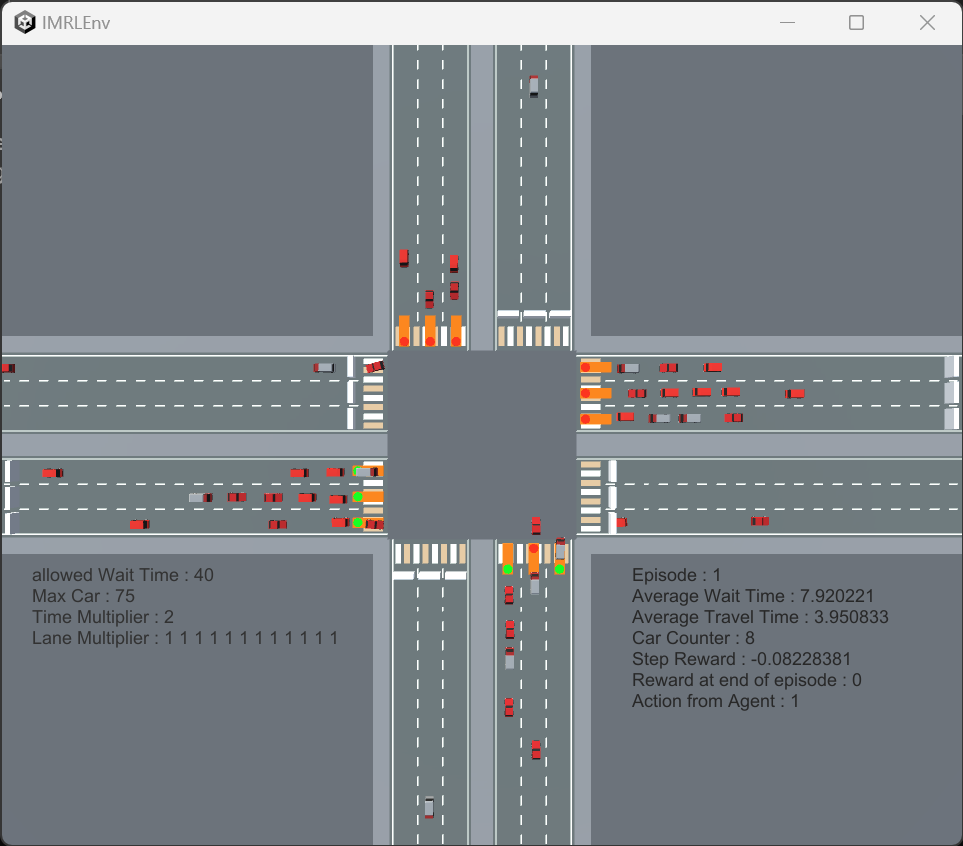 IMRLEnv
allowed Wait Time : 40
Max Car : 75
Time Multiplier : 2
Lane Multiplier : 1 1 1 1 1 1 1 1 1 1 1 1
Episode : 1
Average Wait Time : 7.920221
Average Travel Time : 3.950833
Car Counter : 8
Step Reward : -0.08228381
Reward at end of episode : 0
Action from Agent : 1